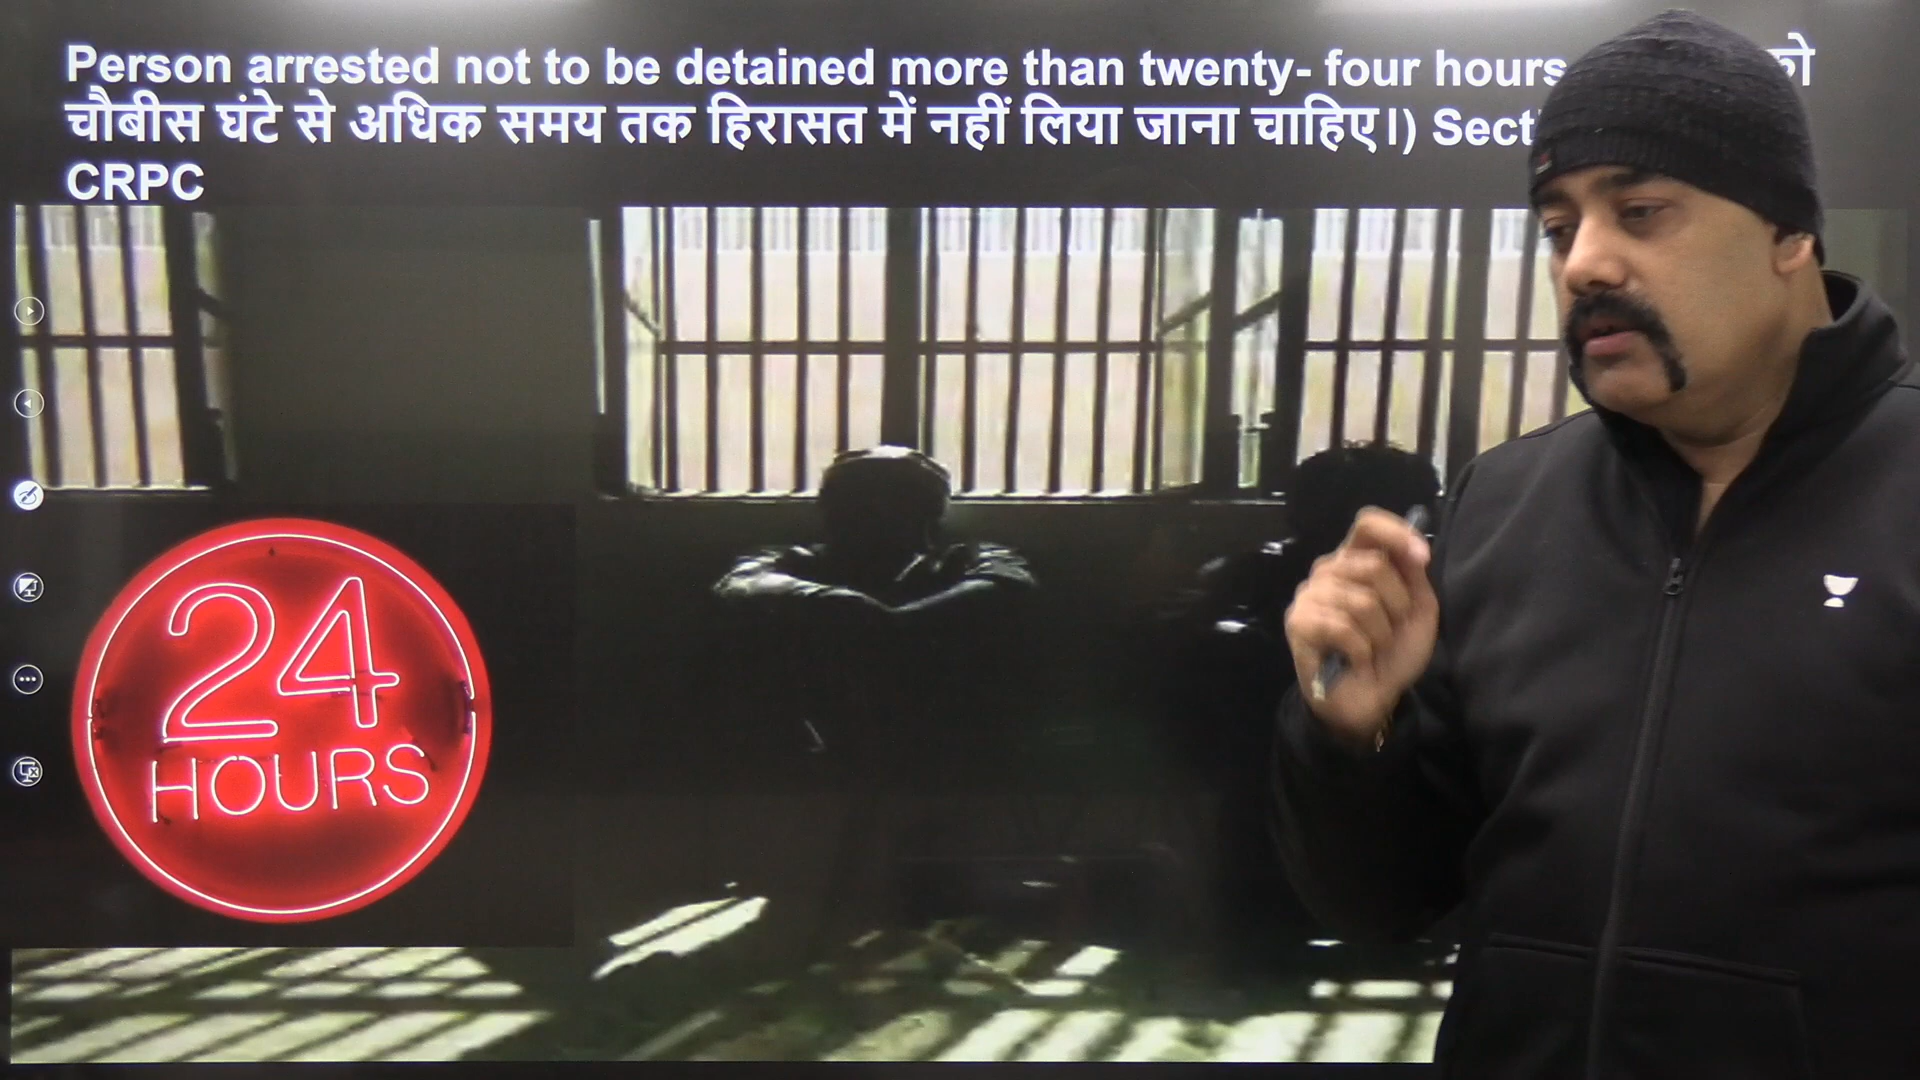 Person arrested not to be detained more than twenty- four hours को
चौबीस घंटे से अधिक समय तक हिरासत में नहीं लिया जाना चाहिए।)
CRPC
24
HOURS